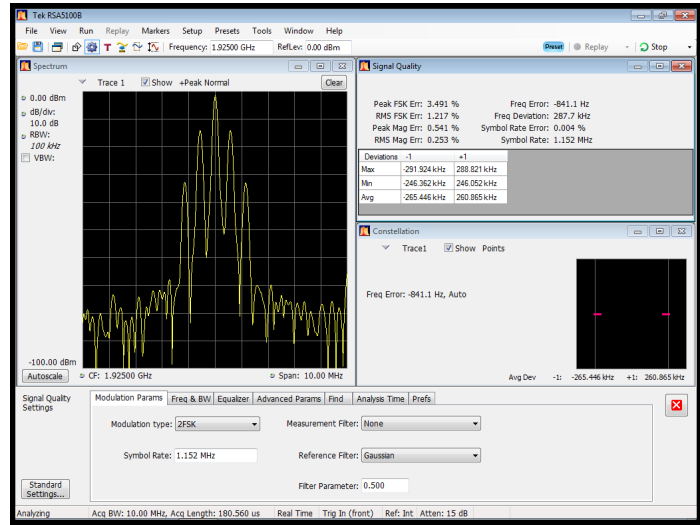 Tek RSA5100B
File View Run Replay Markers Setup Presets Tools Window Help
Frequency: 1.92500 GHz RefLev: 0.00 dBm Preset Replay Stop
Spectrum
Trace 1 Show +Peak Normal Clear
0.00 dBm
dB/div:
10.0 dB
RBW:
100 kHz
VBW:
-100.00 dBm
Autoscale CF: 1.92500 GHz Span: 10.00 MHz
Signal Quality
Peak FSK Err: 3.491 % Freq Error: -841.1 Hz
RMS FSK Err: 1.217 % Freq Deviation: 287.7 kHz
Peak Mag Err: 0.541 % Symbol Rate Error: 0.004 %
RMS Mag Err: 0.253 % Symbol Rate: 1.152 MHz
Deviations -1 +1
Max -291.924 kHz 288.821 kHz
Min -246.362 kHz 246.052 kHz
Avg -265.446 kHz 260.865 kHz
Constellation
Trace1 Show Points
Freq Error: -841.1 Hz, Auto
Avg Dev -1: -265.446 kHz +1: 260.865 kHz
Signal Quality
Settings
Modulation Params Freq & BW Equalizer Advanced Params Find Analysis Time Prefs
Modulation type: 2FSK Measurement Filter: None
Symbol Rate: 1.152 MHz Reference Filter: Gaussian
Filter Parameter: 0.500
Standard
Settings...
Analyzing Acq BW: 10.00 MHz, Acq Length: 180.560 us Real Time Trig In (front) Ref: Int Atten: 15 dB